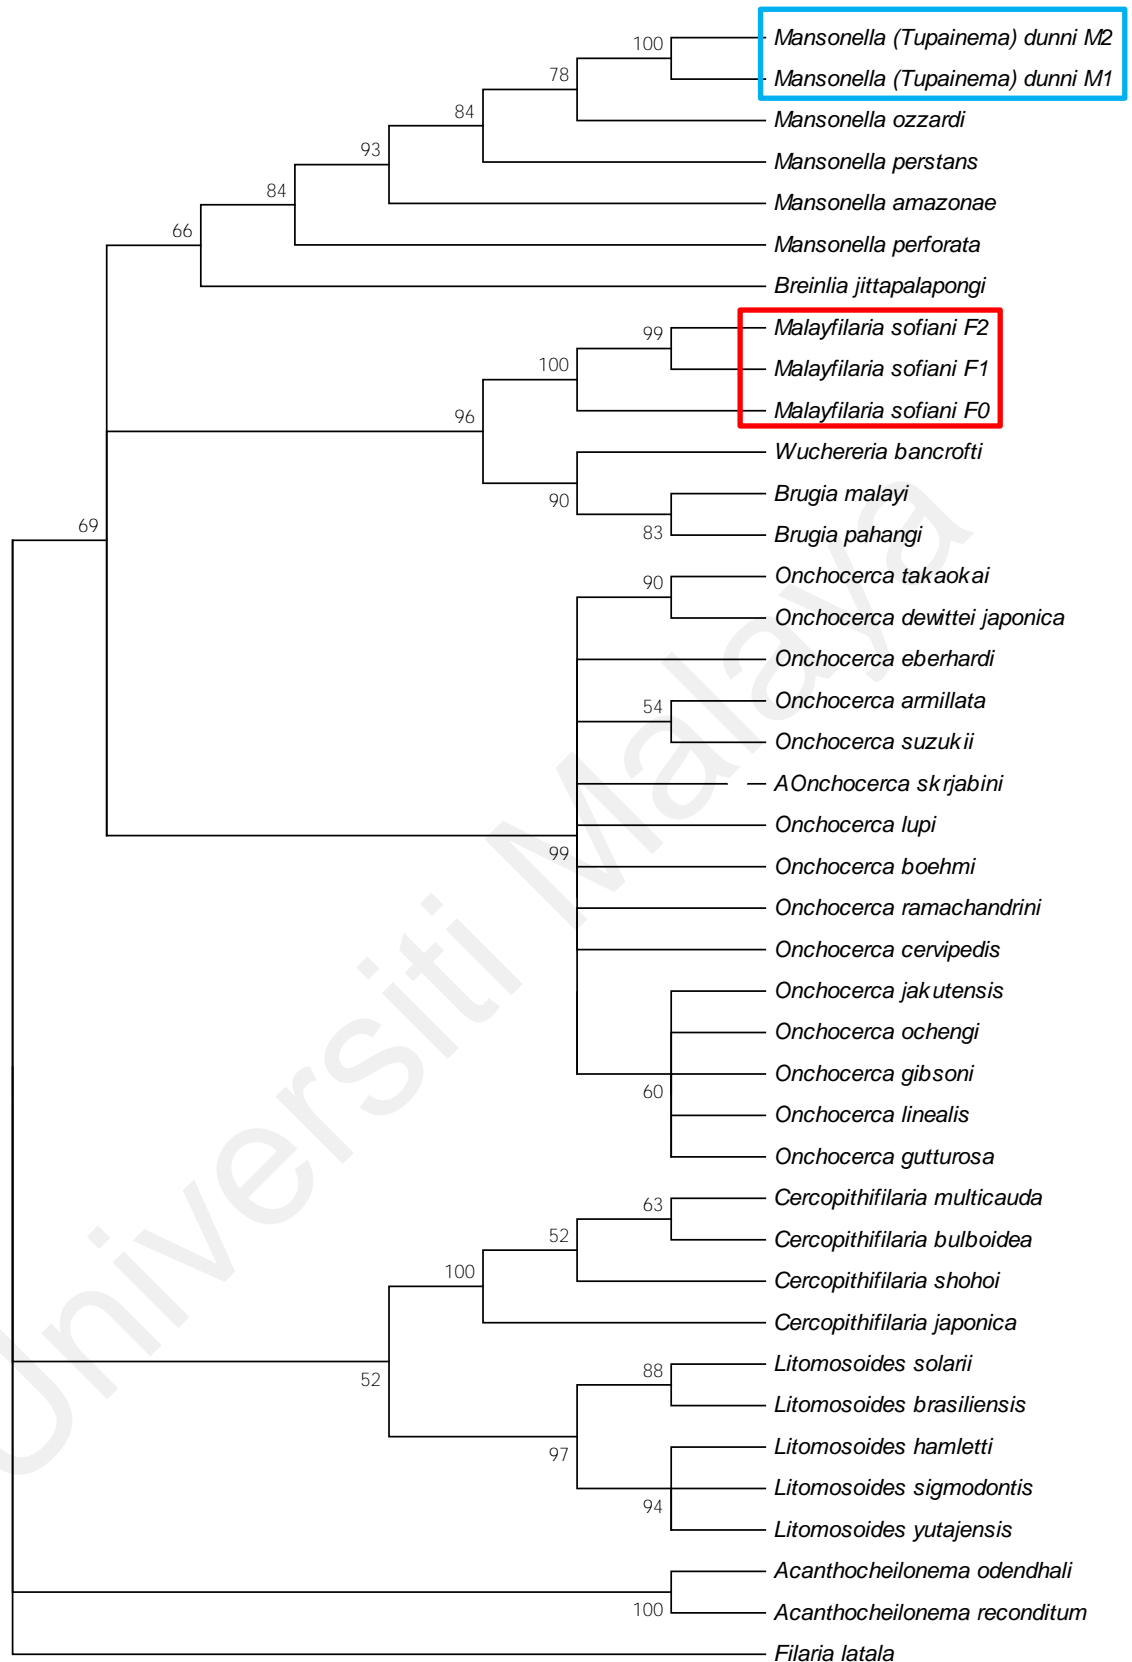 Mansonella (Tupainema) dunni M2
100
Mansonella (Tupainema) dunni M1
78
Mansonella ozzardi
84
Mansonella perstans
93
Mansonella amazonae
84
Mansonella perforata
66
Breinlia jittapalapongi
Malayfilaria sofiani F2
99
Malayfilaria sofiani F1
100
Malayfilaria sofiani F0
96
Wuchereria bancrofti
90
Brugia malayi
83
Brugia pahangi
69
Onchocerca takaokai
90
Onchocerca dewittei japonica
Onchocerca eberhardi
Onchocerca armillata
54
Onchocerca suzukii
AOnchocerca skrjabini
Onchocerca lupi
99
Onchocerca boehmi
Onchocerca ramachandrini
Onchocerca cervipedis
Onchocerca jakutensis
Onchocerca ochengi
Onchocerca gibsoni
60
Onchocerca linealis
Onchocerca gutturosa
Cercopithifilaria multicauda
63
Cercopithifilaria bulboidea
52
Cercopithifilaria shohoi
100
Cercopithifilaria japonica
52
Litomosoides solarii
88
Litomosoides brasiliensis
97
Litomosoides hamletti
Litomosoides sigmodontis
94
Litomosoides yutajensis
Acanthocheilonema odendhali
100
Acanthocheilonema reconditum
Filaria latala
Universiti Malaya